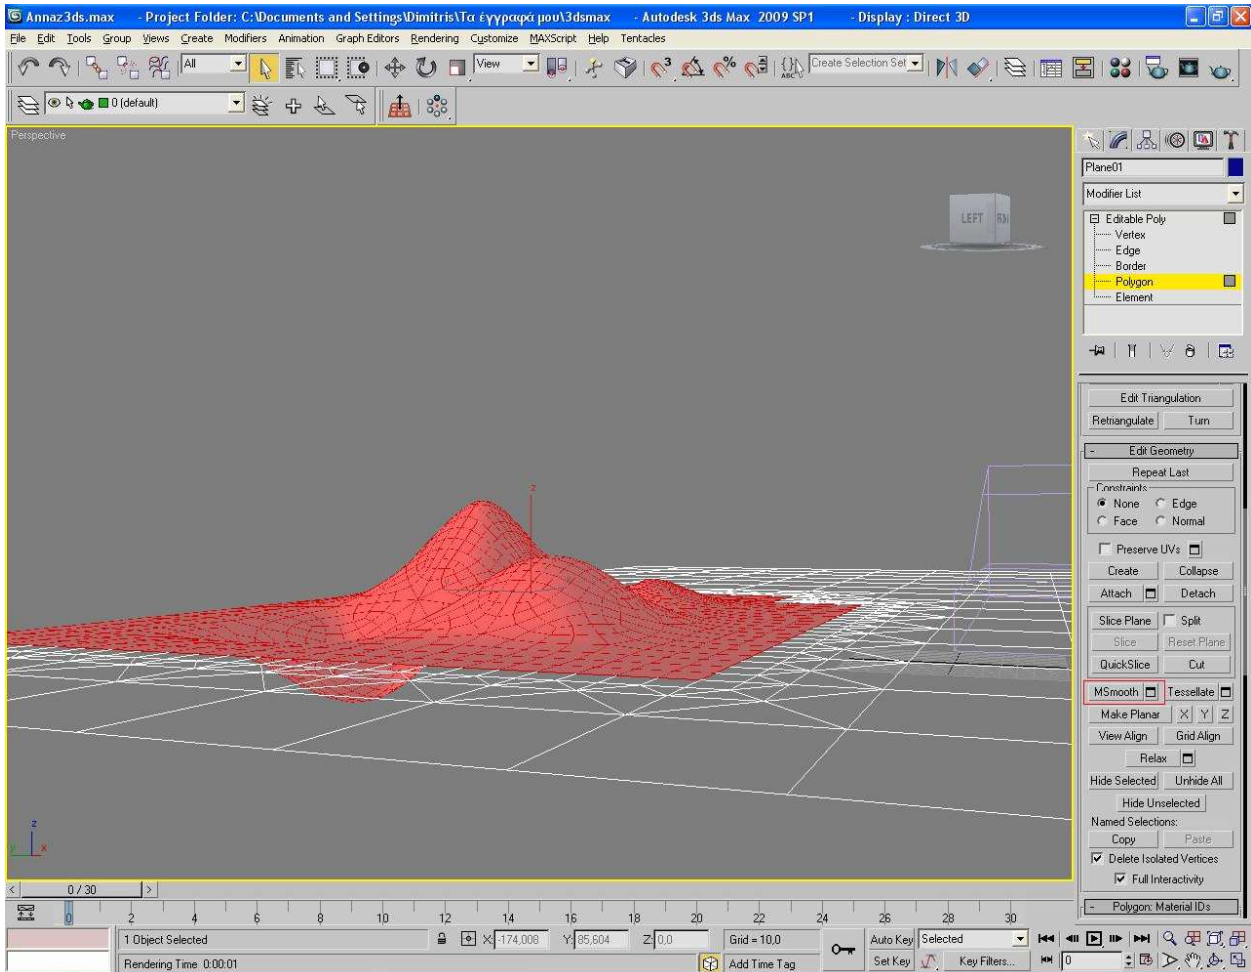 Annaz3ds.max - Project Folder: C:\Documents and Settings\Dimitris\Τα έγγραφά μου\3dsmax - Autodesk 3ds Max 2009 SP1 - Display : Direct 3D
File Edit Tools Group Views Create Modifiers Animation Graph Editors Rendering Customize MAXScript Help Tentacles
All View 3 % ABC Create Selection Set
0 (default)
Perspective
LEFT
Plane01
Modifier List
Editable Poly
Vertex
Edge
Border
Polygon
Element
Edit Triangulation
Retriangulate Turn
- Edit Geometry
Repeat Last
Constraints
None Edge
Face Normal
Preserve UVs
Create Collapse
Attach Detach
Slice Plane Split
Slice Reset Plane
QuickSlice Cut
MSmooth Tessellate
Make Planar X Y Z
View Align Grid Align
Relax
Hide Selected Unhide All
Hide Unselected
Named Selections:
Copy Paste
Delete Isolated Vertices
Full Interactivity
- Polygon: Material IDs
z
z
y x
< 0 / 30 >
0 2 4 6 8 10 12 14 16 18 20 22 24 26 28 30
1 Object Selected X: -174,008 Y: 85,604 Z: 0,0 Grid = 10,0 Auto Key Selected
Rendering Time 0:00:01 Add Time Tag Set Key Key Filters... 0